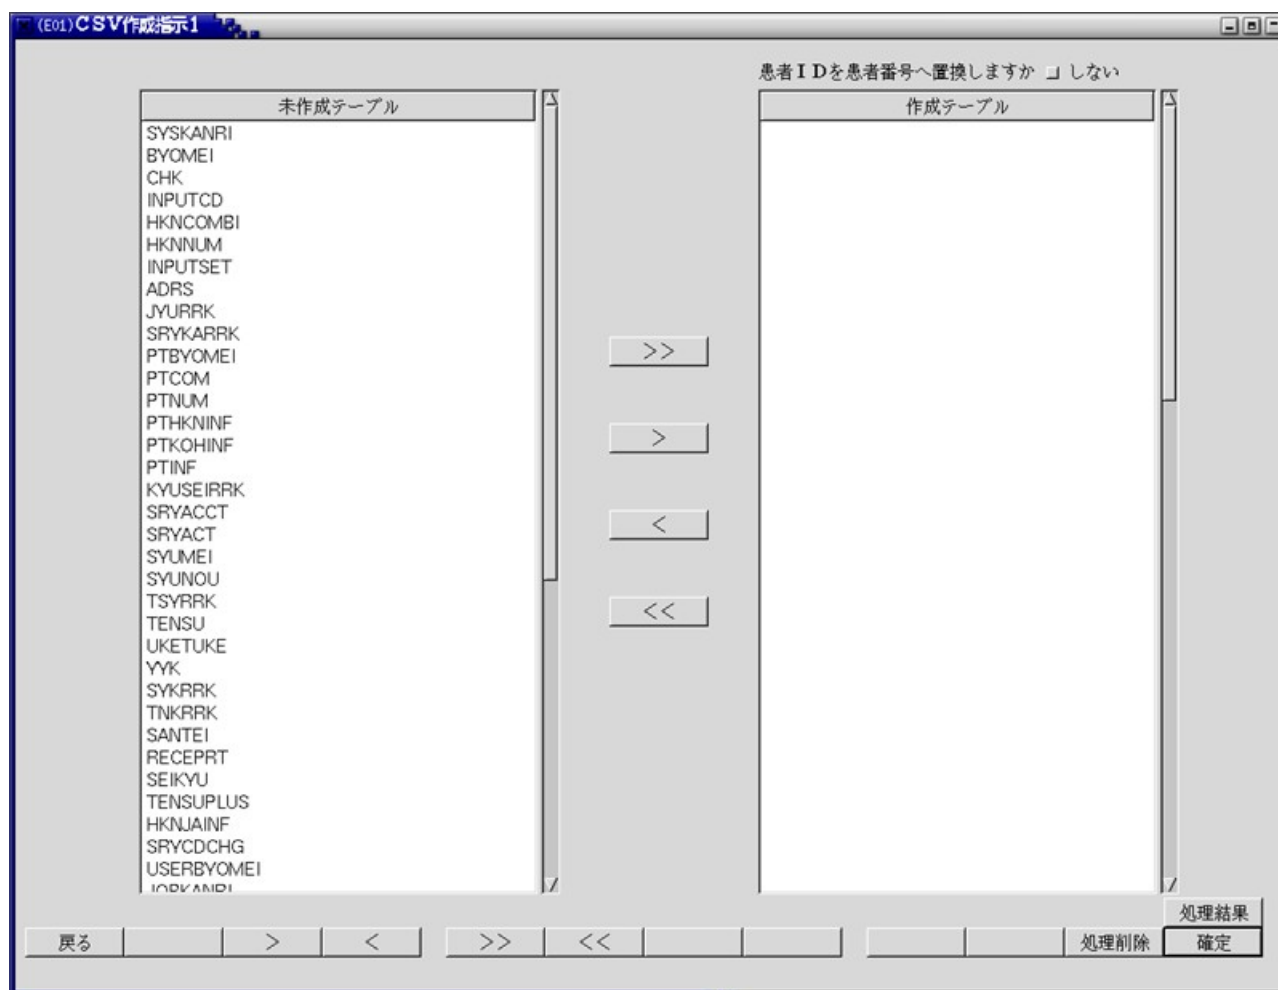 (E01)CSV作成指示1
患者IDを患者番号へ置換しますか しない
未作成テーブル
SYSKANRI
BYOMEI
CHK
INPUTCD
HKNCOMBI
HKNNUM
INPUTSET
ADRS
JYURRK
SRYKARRK
PTBYOMEI
PTCOM
PTNUM
PTHKNINF
PTKOHINF
PTINF
KYUSEIRRK
SRYACCT
SRYACT
SYUMEI
SYUNOU
TSYRRK
TENSU
UKETUKE
YYK
SYKRRK
TNKRRK
SANTEI
RECEPRT
SEIKYU
TENSUPLUS
HKNJAINF
SRYCDCHG
USERBYOMEI
JOBKANRI
>>
>
<
<<
作成テーブル
処理結果
戻る > < >> << 処理削除 確定